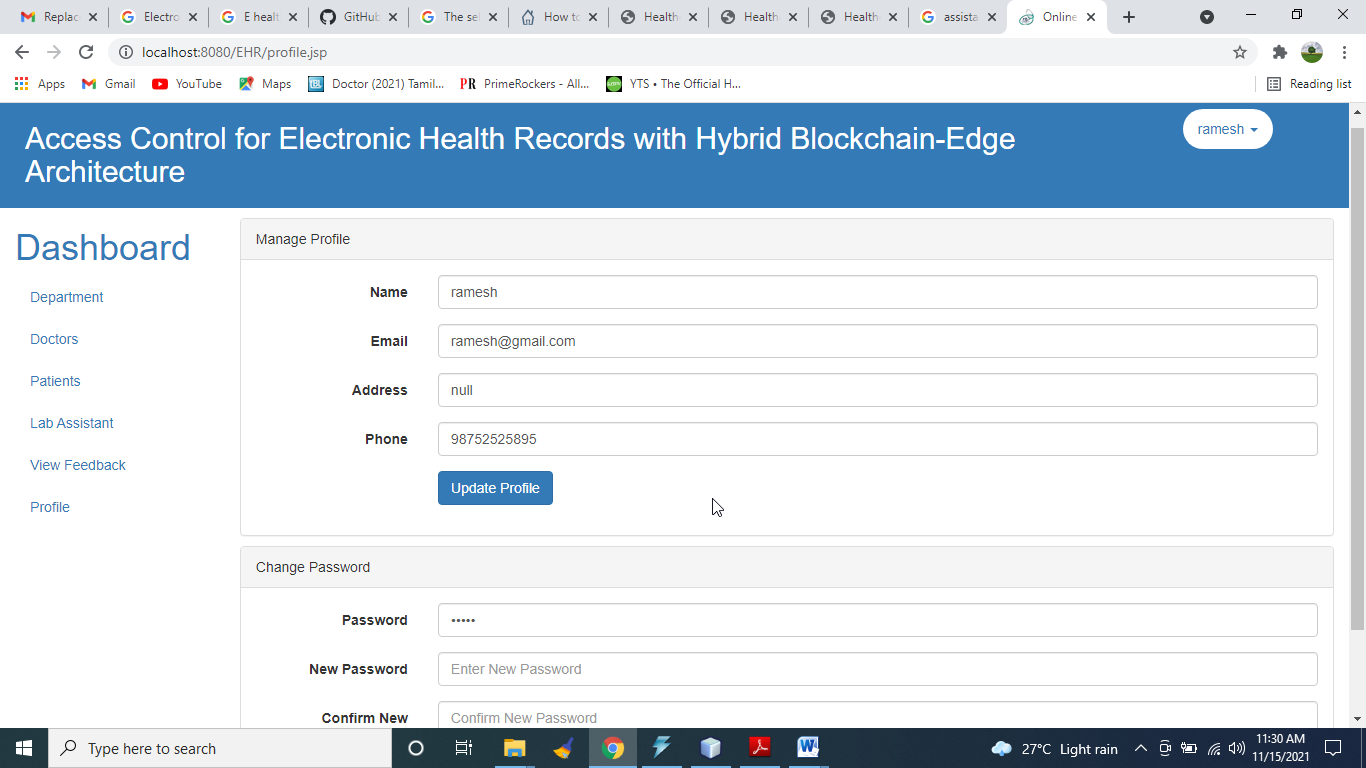 Replac
Electro
E healt
GitHub
The sel
How to
Health
Health
Health
assista
Online
localhost:8080/EHR/profile.jsp
Apps
Gmail
YouTube
Maps
Doctor (2021) Tamil...
PrimeRockers - All...
YTS • The Official H...
Reading list
Access Control for Electronic Health Records with Hybrid Blockchain-Edge
Architecture
ramesh
Dashboard
Department
Doctors
Patients
Lab Assistant
View Feedback
Profile
Manage Profile
Name
ramesh
Email
ramesh@gmail.com
Address
null
Phone
98752525895
Update Profile
Change Password
Password
•••••
New Password
Enter New Password
Confirm New
Confirm New Password
Type here to search
27°C Light rain
11:30 AM
11/15/2021